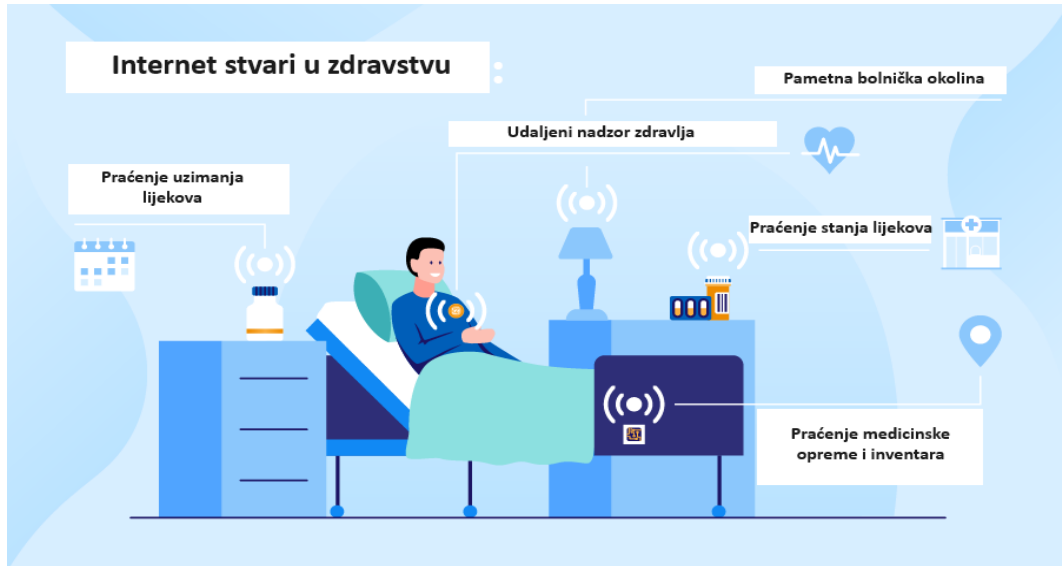 Internet stvari u zdravstvu
:
Pametna bolnička okolina
Udaljeni nadzor zdravlja
Praćenje uzimanja
lijekova
Praćenje stanja lijekova
Praćenje medicinske
opreme i inventara